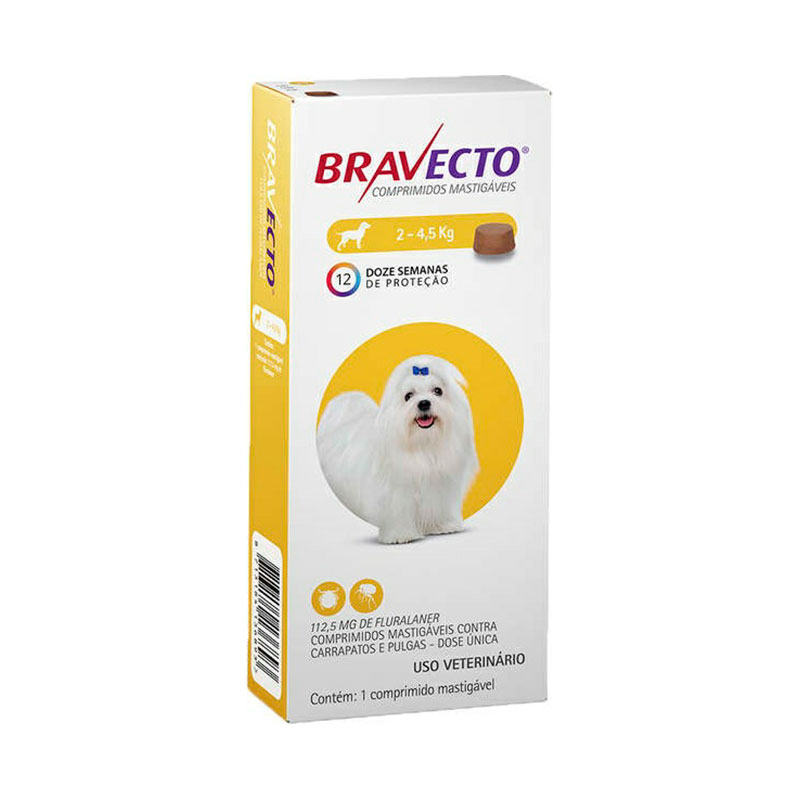 BRAVECTO®
COMPRIMIDOS MASTIGÁVEIS
2 – 4,5 Kg
12
DOZE SEMANAS
DE PROTEÇÃO
112,5 MG DE FLURALANER
COMPRIMIDOS MASTIGÁVEIS CONTRA
CARRAPATOS E PULGAS - DOSE ÚNICA
USO VETERINÁRIO
Contém: 1 comprimido mastigável
BRAVECTO